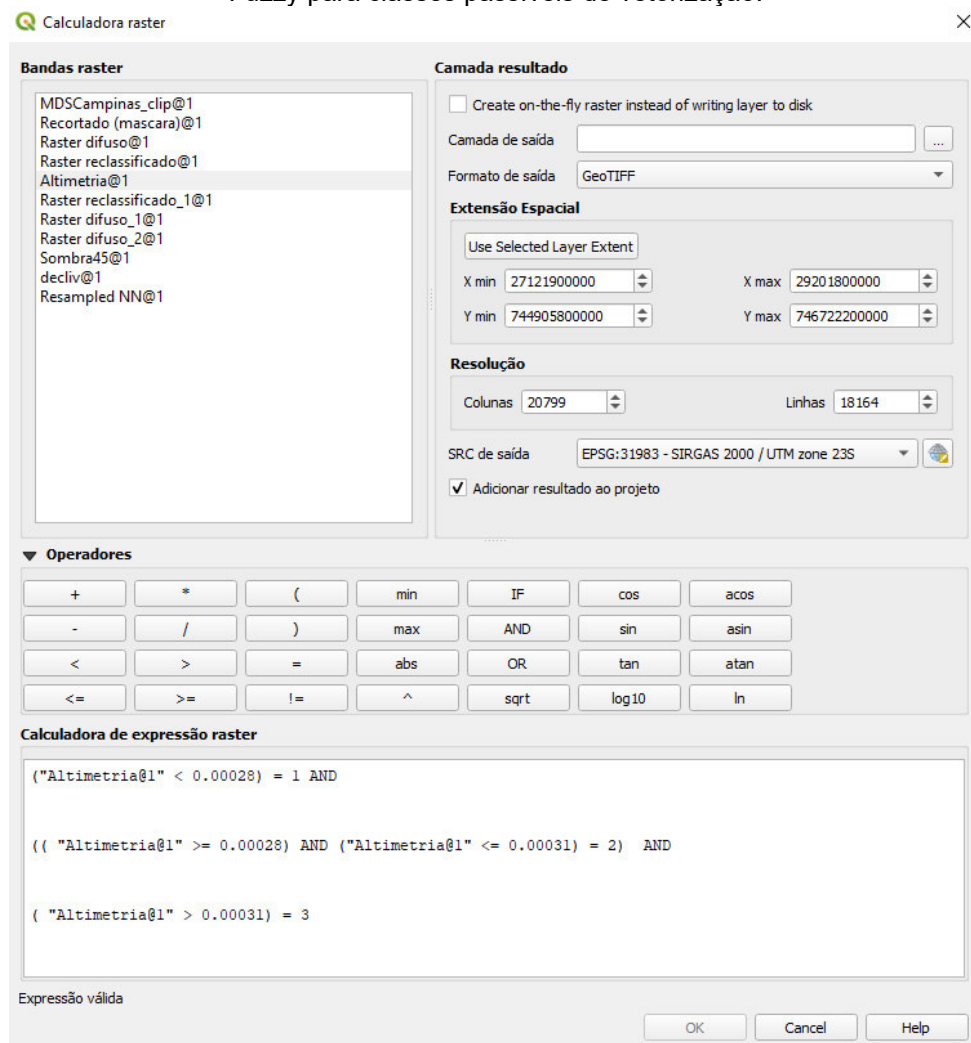 Fuzzy para classes passíveis de vetorização.
Calculadora raster
Bandas raster
MDSCampinas_clip@1
Recortado (mascara)@1
Raster difuso@1
Raster reclassificado@1
Altimetria@1
Raster reclassificado_1@1
Raster difuso_1@1
Raster difuso_2@1
Sombra45@1
decliv@1
Resampled NN@1
Camada resultado
Create on-the-fly raster instead of writing layer to disk
Camada de saída ...
Formato de saída GeoTIFF
Extensão Espacial
Use Selected Layer Extent
X min 27121900000 X max 29201800000
Y min 744905800000 Y max 746722200000
Resolução
Colunas 20799 Linhas 18164
SRC de saída EPSG:31983 - SIRGAS 2000 / UTM zone 23S
Adicionar resultado ao projeto
Operadores
+ * ( min IF cos acos
- / ) max AND sin asin
< > = abs OR tan atan
<= >= != ^ sqrt log10 ln
Calculadora de expressão raster
("Altimetria@1" < 0.00028) = 1 AND
(( "Altimetria@1" >= 0.00028) AND ("Altimetria@1" <= 0.00031) = 2)  AND
( "Altimetria@1" > 0.00031) = 3
Expressão válida
OK Cancel Help